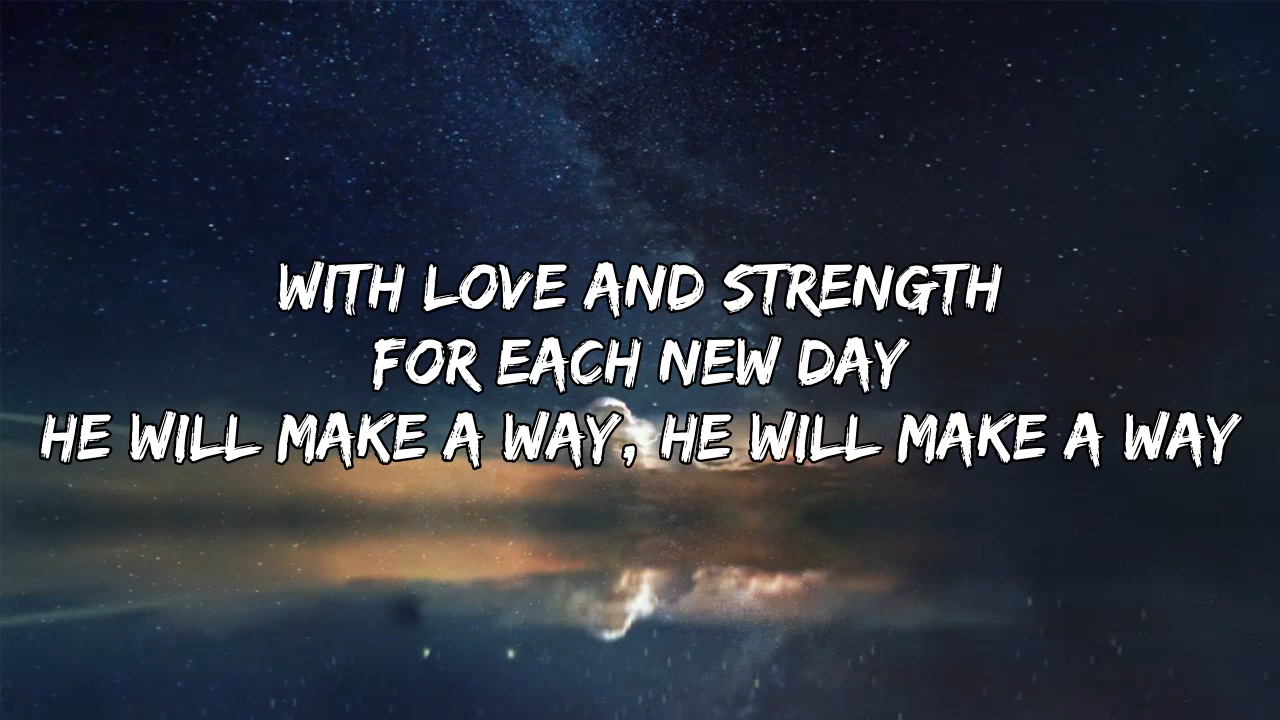 WITH LOVE AND STRENGTH
FOR EACH NEW DAY
HE WILL MAKE A WAY, HE WILL MAKE A WAY